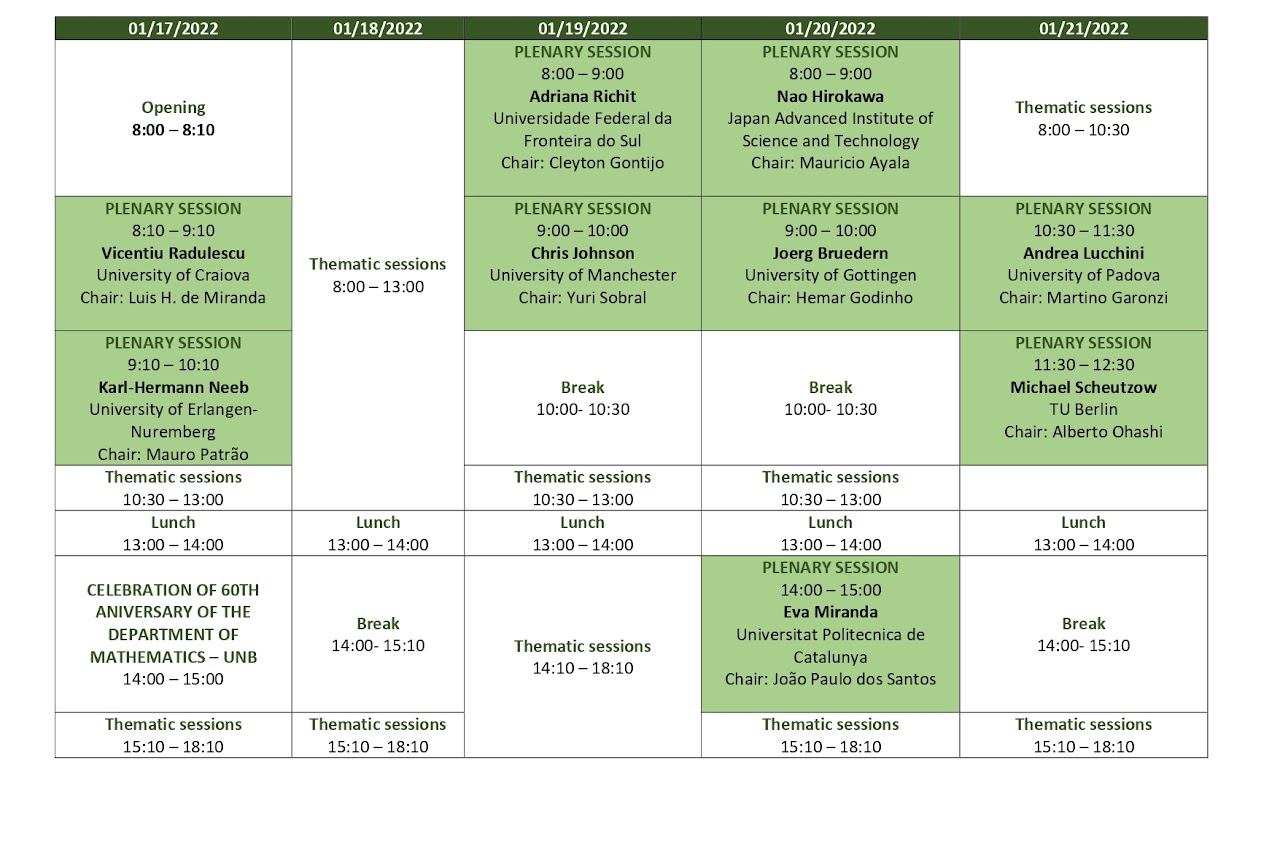 01/17/2022
01/18/2022
01/19/2022
01/20/2022
01/21/2022
Opening
8:00 – 8:10
Thematic sessions
8:00 – 13:00
PLENARY SESSION
8:00 – 9:00
Adriana Richit
Universidade Federal da
Fronteira do Sul
Chair: Cleyton Gontijo
PLENARY SESSION
8:00 – 9:00
Nao Hirokawa
Japan Advanced Institute of
Science and Technology
Chair: Mauricio Ayala
Thematic sessions
8:00 – 10:30
PLENARY SESSION
8:10 – 9:10
Vicentiu Radulescu
University of Craiova
Chair: Luis H. de Miranda
PLENARY SESSION
9:00 – 10:00
Chris Johnson
University of Manchester
Chair: Yuri Sobral
PLENARY SESSION
9:00 – 10:00
Joerg Bruedern
University of Gottingen
Chair: Hemar Godinho
PLENARY SESSION
10:30 – 11:30
Andrea Lucchini
University of Padova
Chair: Martino Garonzi
PLENARY SESSION
9:10 – 10:10
Karl-Hermann Neeb
University of Erlangen-
Nuremberg
Chair: Mauro Patrão
Break
10:00- 10:30
Break
10:00- 10:30
PLENARY SESSION
11:30 – 12:30
Michael Scheutzow
TU Berlin
Chair: Alberto Ohashi
Thematic sessions
10:30 – 13:00
Thematic sessions
10:30 – 13:00
Thematic sessions
10:30 – 13:00
Lunch
13:00 – 14:00
Lunch
13:00 – 14:00
Lunch
13:00 – 14:00
Lunch
13:00 – 14:00
Lunch
13:00 – 14:00
CELEBRATION OF 60TH
ANIVERSARY OF THE
DEPARTMENT OF
MATHEMATICS – UNB
14:00 – 15:00
Break
14:00- 15:10
Thematic sessions
14:10 – 18:10
PLENARY SESSION
14:00 – 15:00
Eva Miranda
Universitat Politecnica de
Catalunya
Chair: João Paulo dos Santos
Break
14:00- 15:10
Thematic sessions
15:10 – 18:10
Thematic sessions
15:10 – 18:10
Thematic sessions
15:10 – 18:10
Thematic sessions
15:10 – 18:10